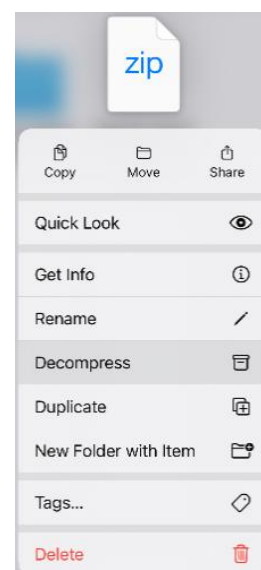 zip
Copy Move Share
Quick Look
Get Info
Rename
Decompress
Duplicate
New Folder with Item
Tags...
Delete